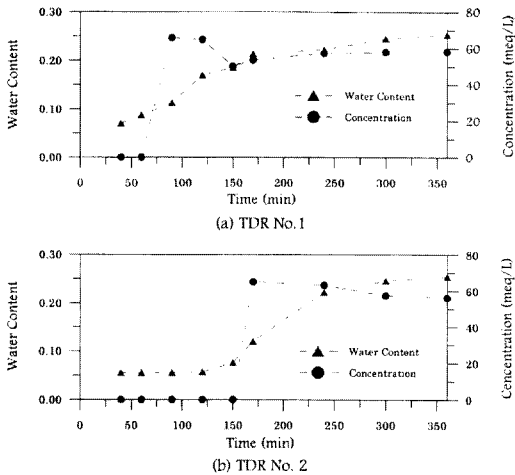 (a)
0.30
0.20
0.10
0.00
Water Content
80
60
40
20
0
Concentration (meq/L)
Water Content
Concentration
0 50 100 150 200 250 300 350
Time (min)
(a) TDR No.1
(b)
0.30
0.20
0.10
0.00
Water Content
80
60
40
20
0
Concentration (meq/L)
Water Content
Concentration
0 50 100 150 200 250 300 350
Time (min)
(b) TDR No. 2